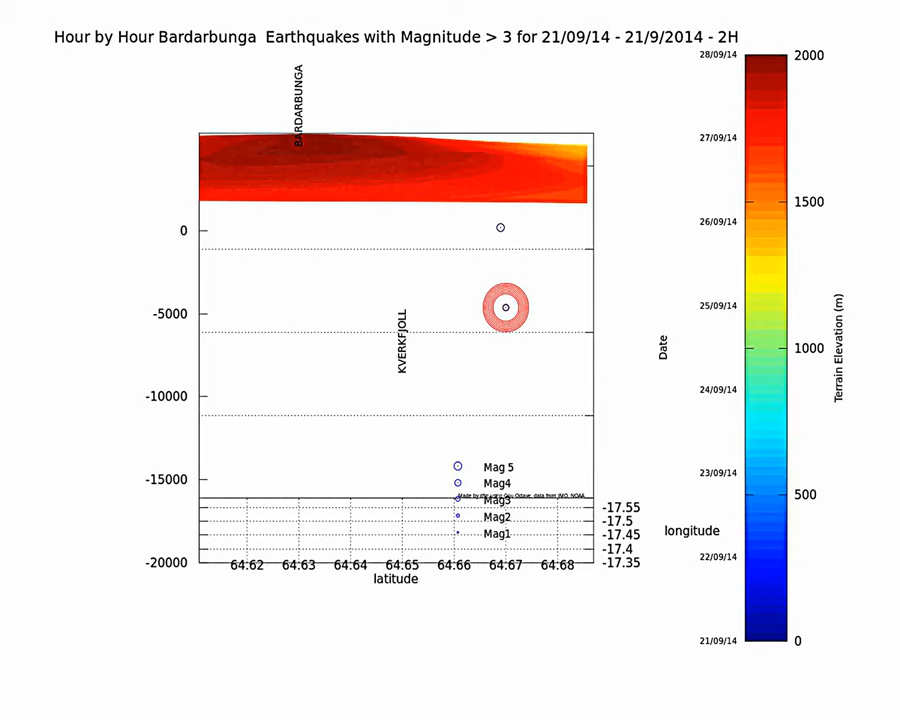 Hour by Hour Bardarbunga Earthquakes with Magnitude > 3 for 21/09/14 - 21/9/2014 - 2H
28/09/14
2000
BARDARBUNGA
27/09/14
1500
26/09/14
0
25/09/14
-5000
KVERKFJOLL
Date
1000
Terrain Elevation (m)
24/09/14
-10000
Mag 5
23/09/14
-15000
Mag4
500
Mag3
-17.55
Mag2
-17.5
longitude
Mag1
-17.45
-17.4
22/09/14
-20000
64:62 64:63 64:64 64:65 64:66 64:67 64:68
-17.35
latitude
21/09/14
0